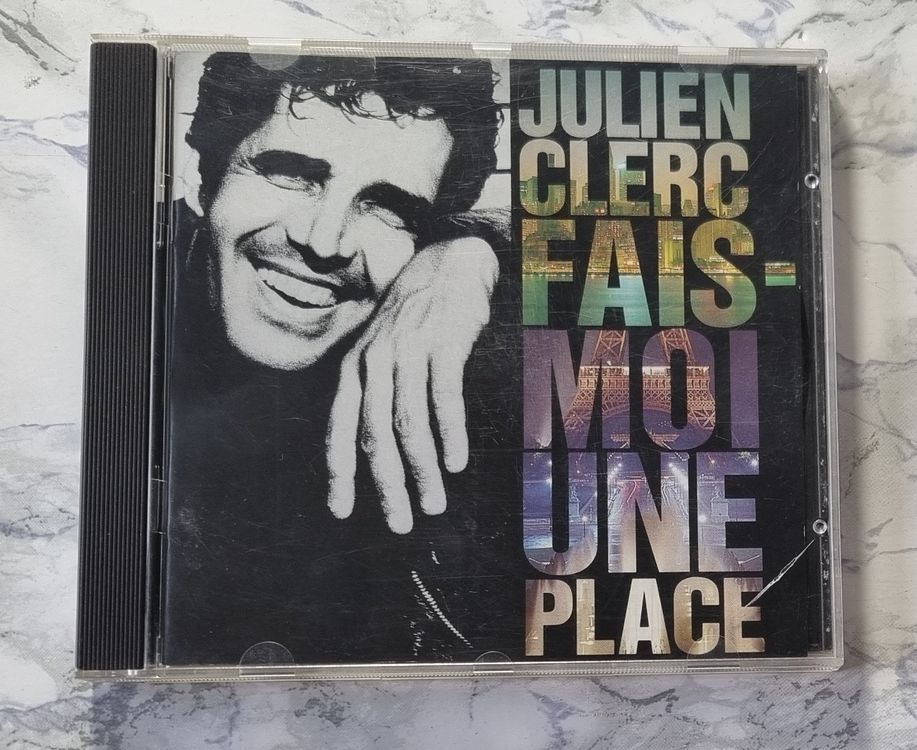 JULIEN
CLERC
FAIS-
MOI
UNE
PLACE